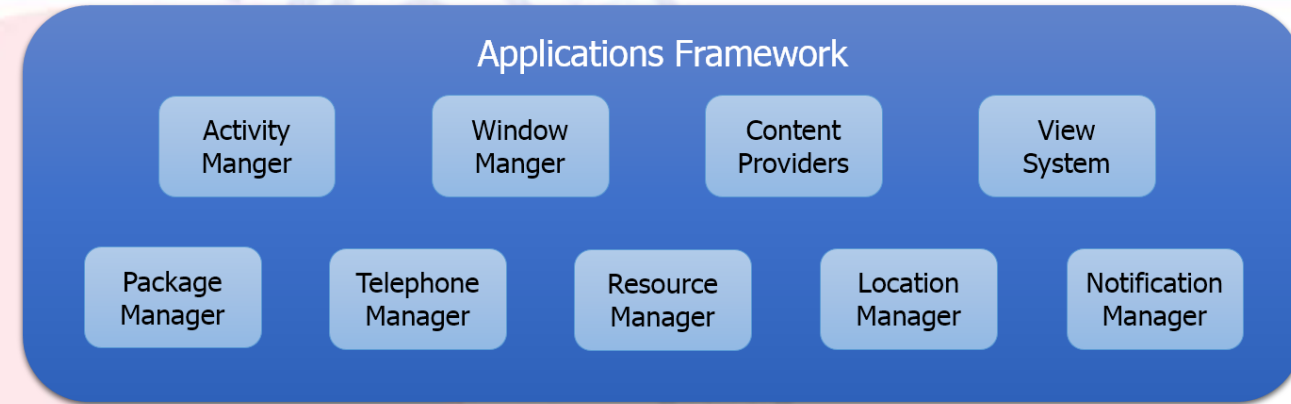 Applications Framework
Activity
Manger
Window
Manger
Content
Providers
View
System
Package
Manager
Telephone
Manager
Resource
Manager
Location
Manager
Notification
Manager